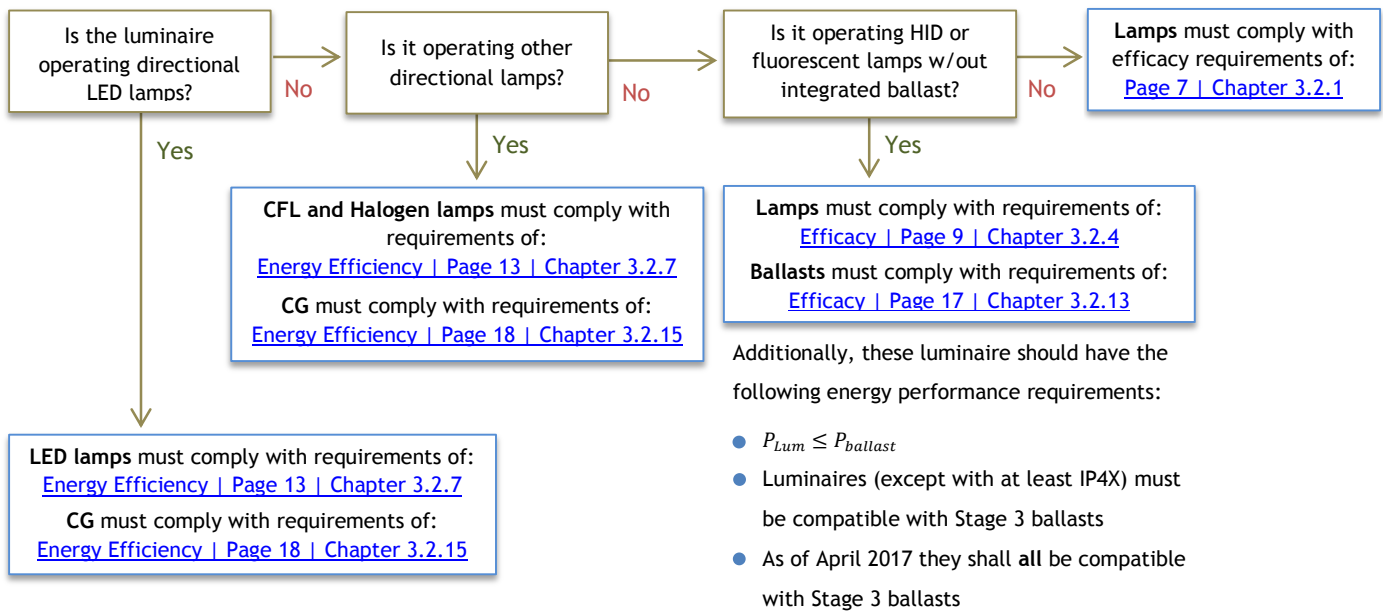 Is the luminaire
operating directional
LED lamps?
No
Is it operating other
directional lamps?
No
Is it operating HID or
fluorescent lamps w/out
integrated ballast?
No
Lamps must comply with
efficacy requirements of:
Page 7 | Chapter 3.2.1
Yes
Yes
Yes
CFL and Halogen lamps must comply with
requirements of:
Energy Efficiency | Page 13 | Chapter 3.2.7
CG must comply with requirements of:
Energy Efficiency | Page 18 | Chapter 3.2.15
Lamps must comply with requirements of:
Efficacy | Page 9 | Chapter 3.2.4
Ballasts must comply with requirements of:
Efficacy | Page 17 | Chapter 3.2.13
Additionally, these luminaire should have the
following energy performance requirements:
● P_Lum ≤ P_ballast
● Luminaires (except with at least IP4X) must
be compatible with Stage 3 ballasts
● As of April 2017 they shall all be compatible
with Stage 3 ballasts
LED lamps must comply with requirements of:
Energy Efficiency | Page 13 | Chapter 3.2.7
CG must comply with requirements of:
Energy Efficiency | Page 18 | Chapter 3.2.15